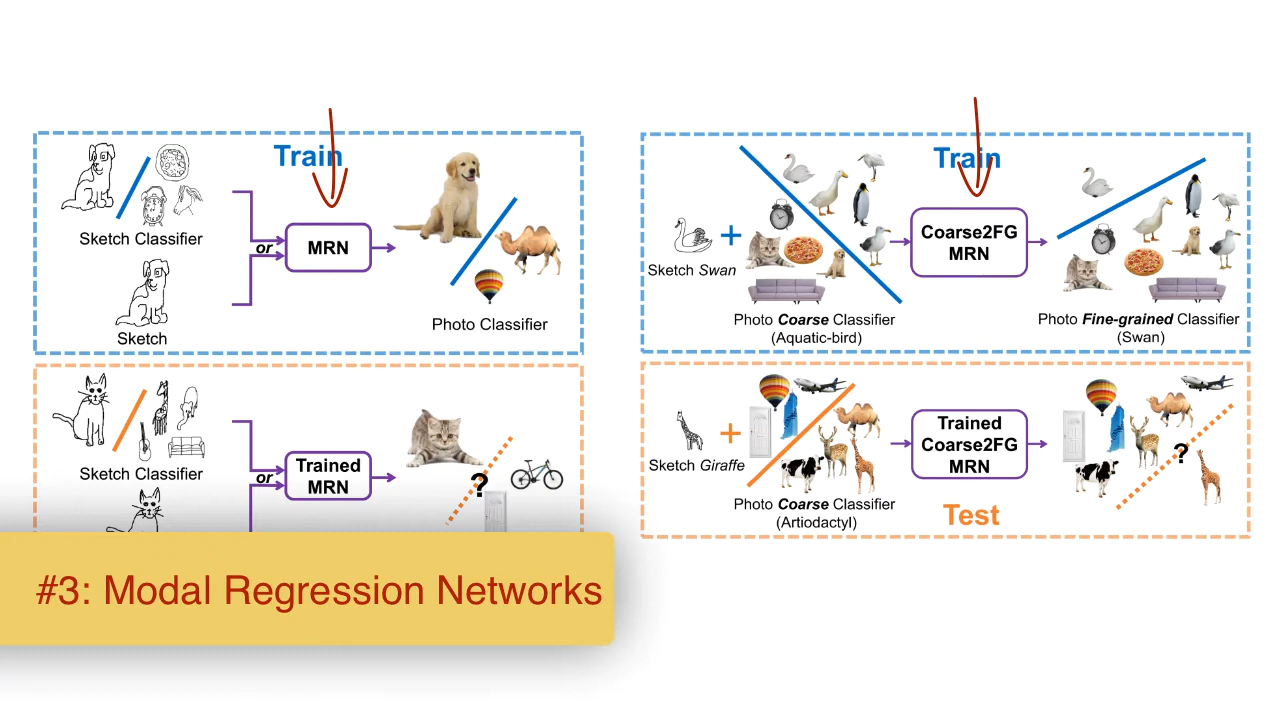 Train
Sketch Classifier
or
MRN
Sketch
Photo Classifier
Sketch Classifier
or
Trained
MRN
?
#3: Modal Regression Networks
Train
Sketch Swan
+
Photo Coarse Classifier
(Aquatic-bird)
Coarse2FG
MRN
Photo Fine-grained Classifier
(Swan)
Sketch Giraffe
+
Photo Coarse Classifier
(Artiodactyl)
Trained
Coarse2FG
MRN
?
Test